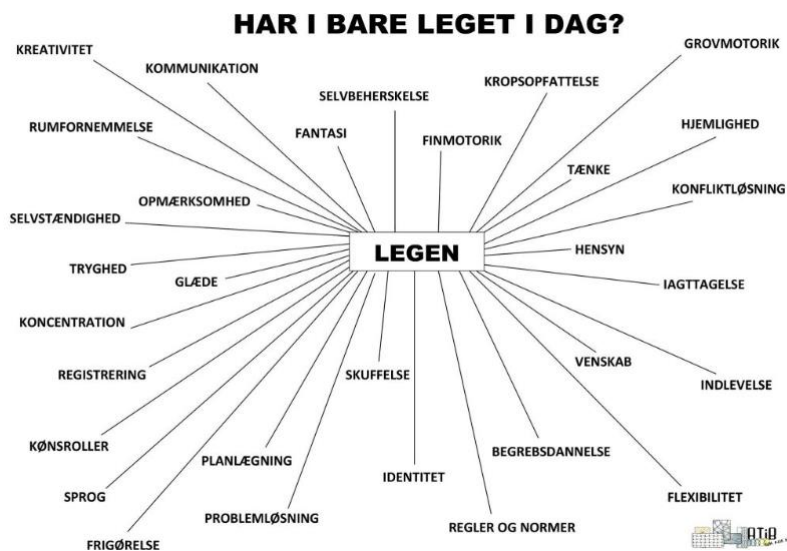 HAR I BARE LEGET I DAG?
KREATIVITET
KOMMUNIKATION
SELVBEHERSKELSE
KROPSOPFATTELSE
GROVMOTORIK
RUMFORNEMMELSE
FANTASI
FINMOTORIK
HJEMLIGHED
TÆNKE
OPMÆRKSOMHED
KONFLIKTLØSNING
SELVSTÆNDIGHED
LEGEN
HENSYN
TRYGHED
GLÆDE
IAGTTAGELSE
KONCENTRATION
REGISTRERING
SKUFFELSE
VENSKAB
INDLEVELSE
KØNSROLLER
PLANLÆGNING
BEGREBSDANNELSE
IDENTITET
SPROG
FLEXIBILITET
PROBLEMLØSNING
REGLER OG NORMER
FRIGØRELSE
ATiB